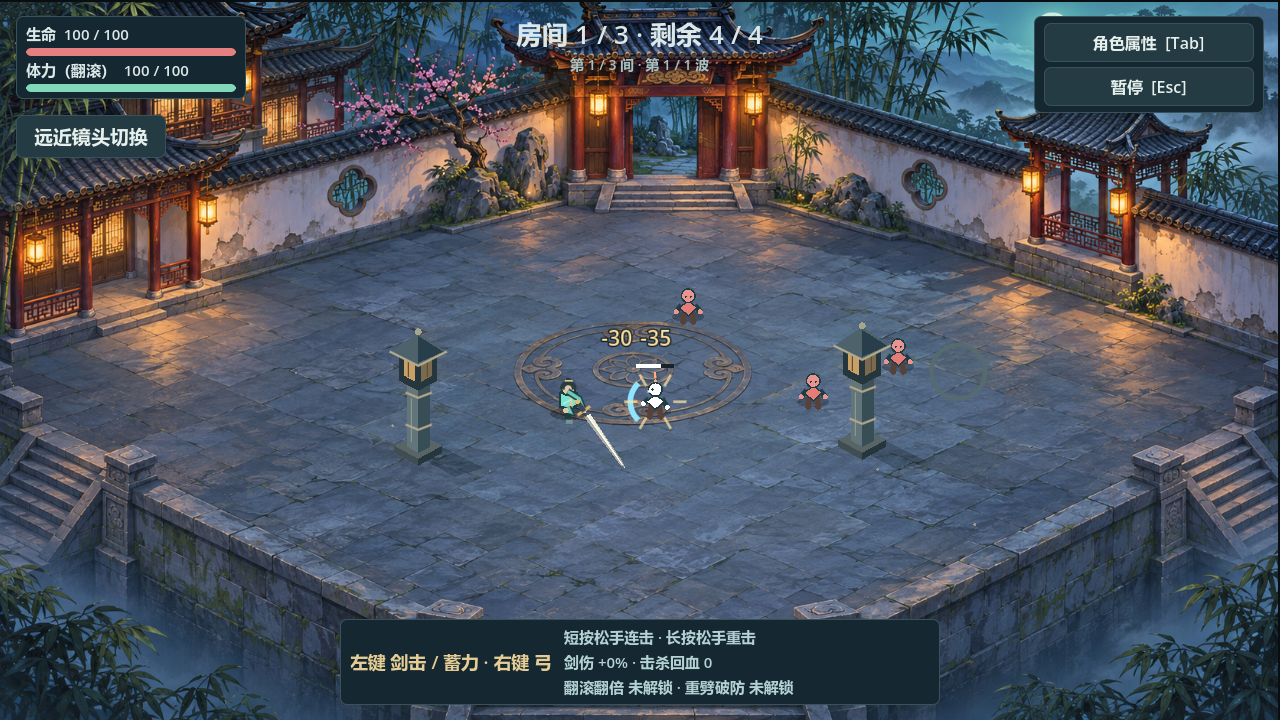 生命 100 / 100
体力 (翻滚) 100 / 100
远近镜头切换
房间 1 / 3 · 剩余 4 / 4
第 1 / 3 间 · 第 1 / 1 波
角色属性 [Tab]
暂停 [Esc]
-30 -35
左键 剑击 / 蓄力 · 右键 弓
短按松手连击 · 长按松手重击
剑伤 +0% · 击杀回血 0
翻滚翻倍 未解锁 · 重劈破防 未解锁